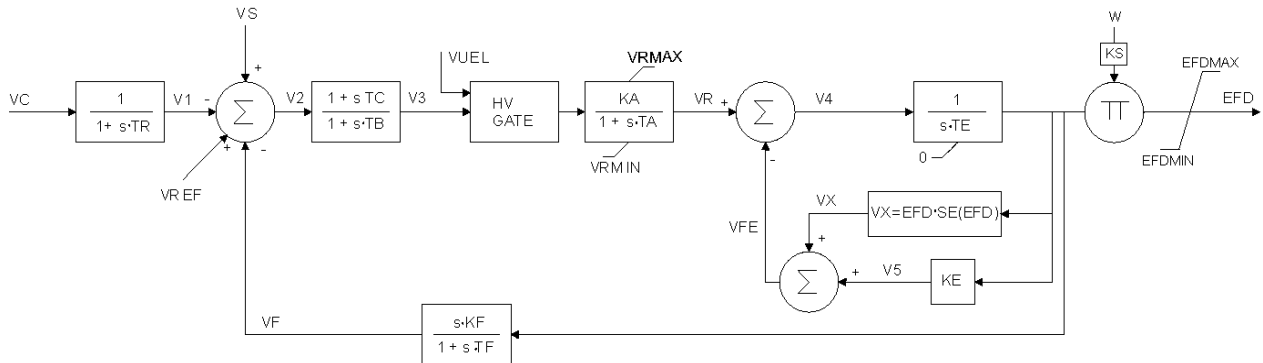 VS
W
KS
VUEL
VRMAX
EFDMAX
VC
1
1 + s·TR
V1
-
+
Σ
+
-
V2
1 + s TC
1 + s·TB
V3
HV
GATE
KA
1 + s·TA
VR
+
Σ
-
V4
1
s·TE
Π
EFD
VREF
VRMIN
0
EFDMIN
VX
VX=EFD·SE(EFD)
VFE
+
Σ
+
V5
KE
VF
s·KF
1 + s·TF